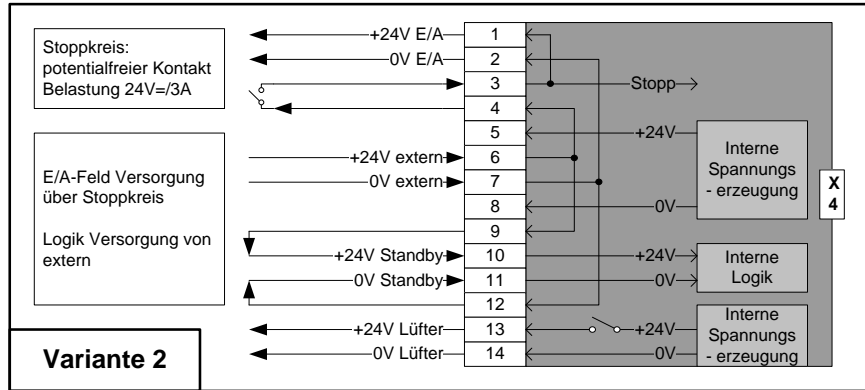 Stoppkreis:
potentialfreier Kontakt
Belastung 24V=/3A
E/A-Feld Versorgung
über Stoppkreis
Logik Versorgung von
extern
Variante 2
+24V E/A
0V E/A
+24V extern
0V extern
+24V Standby
0V Standby
+24V Lüfter
0V Lüfter
1
2
3
4
5
6
7
8
9
10
11
12
13
14
Stopp
+24V
0V
+24V
0V
+24V
0V
Interne
Spannungs
- erzeugung
Interne
Logik
Interne
Spannungs
- erzeugung
X
4